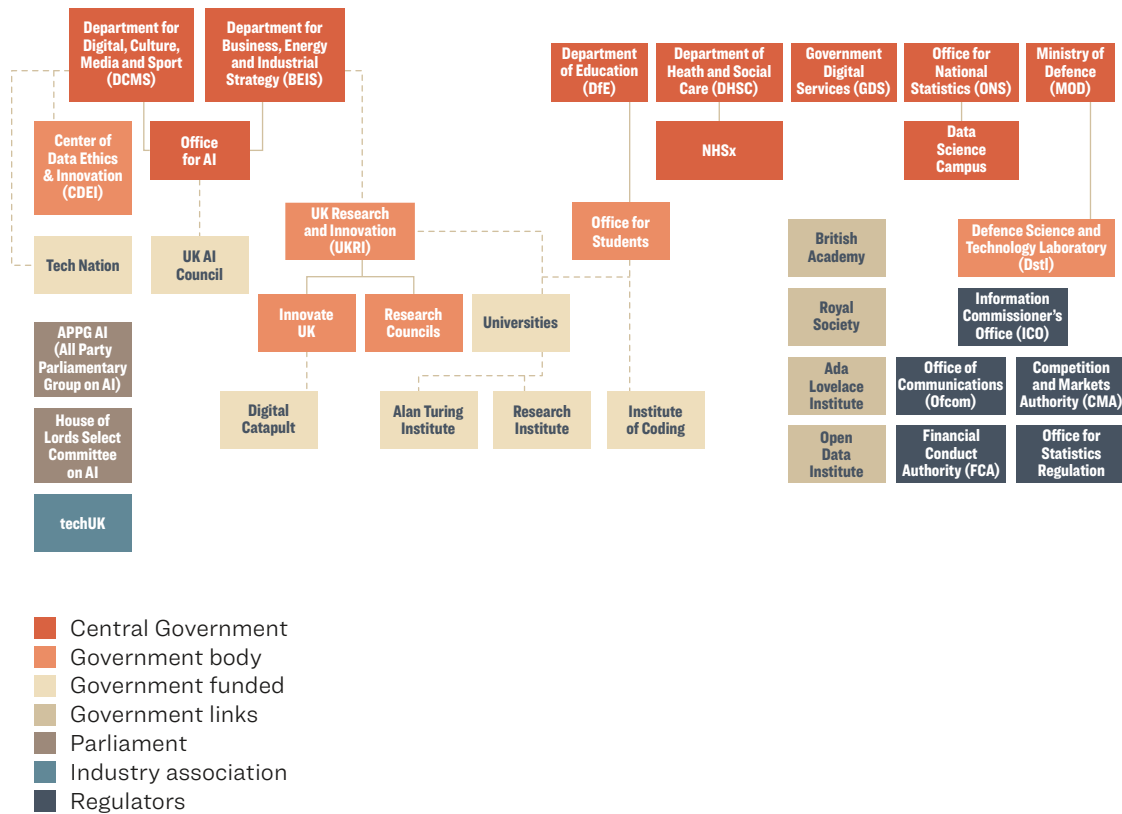 Department for
Digital, Culture,
Media and Sport
(DCMS)
Department for
Business, Energy
and Industrial
Strategy (BEIS)
Department
of Education
(DfE)
Department of
Heath and Social
Care (DHSC)
Government
Digital
Services (GDS)
Office for
National
Statistics (ONS)
Ministry of
Defence
(MOD)
Center of
Data Ethics
& Innovation
(CDEI)
Office
for AI
NHSx
Data
Science
Campus
UK Research
and Innovation
(UKRI)
Office for
Students
British
Academy
Defence Science and
Technology Laboratory
(Dstl)
Tech Nation
UK AI
Council
Innovate
UK
Research
Councils
Universities
Royal
Society
Information
Commissioner's
Office (ICO)
APPG AI
(All Party
Parliamentary
Group on AI)
Ada
Lovelace
Institute
Office of
Communications
(Ofcom)
Competition
and Markets
Authority (CMA)
Digital
Catapult
Alan Turing
Institute
Research
Institute
Institute
of Coding
House of
Lords Select
Committee
on AI
Open
Data
Institute
Financial
Conduct
Authority (FCA)
Office for
Statistics
Regulation
techUK
Central Government
Government body
Government funded
Government links
Parliament
Industry association
Regulators